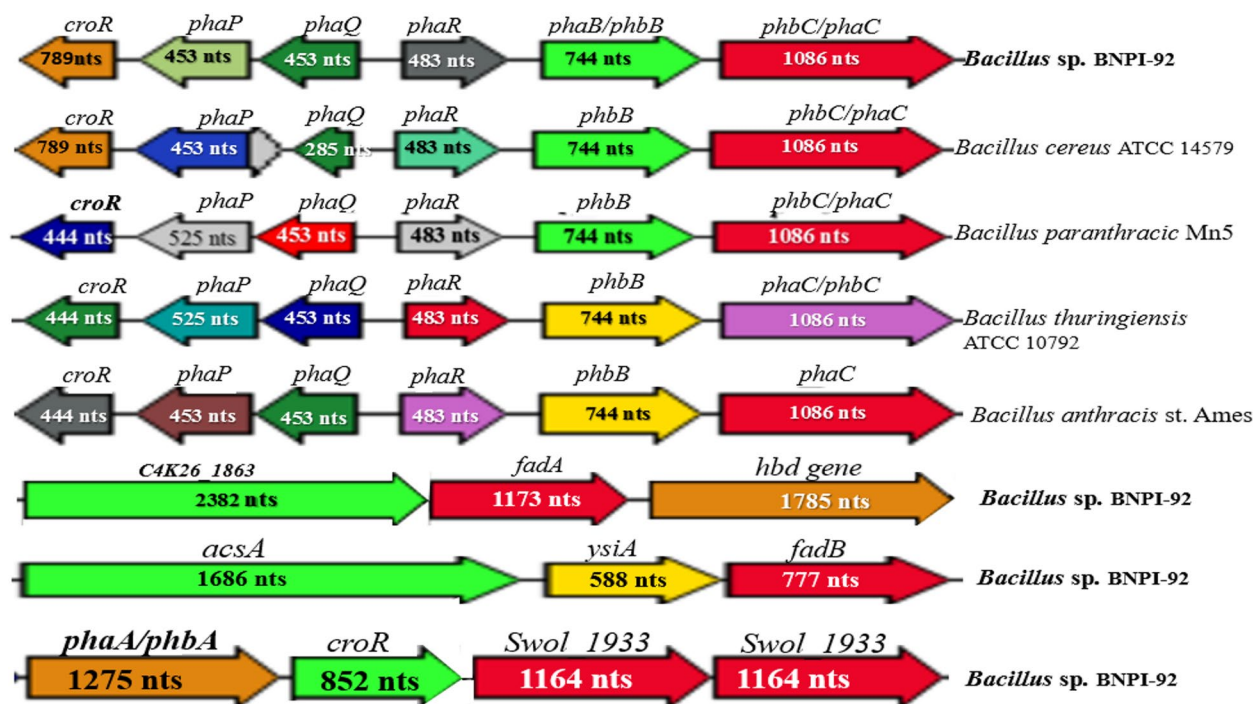 croR phaP phaQ phaR phaB/phbB phbC/phaC
789nts 453 nts 453 nts 483 nts 744 nts 1086 nts Bacillus sp. BNPI-92
croR phaP phaQ phaR phbB phbC/phaC
789 nts 453 nts 285 nts 483 nts 744 nts 1086 nts Bacillus cereus ATCC 14579
croR phaP phaQ phaR phbB phbC/phaC
444 nts 525 nts 453 nts 483 nts 744 nts 1086 nts Bacillus paranthracic Mn5
croR phaP phaQ phaR phbB phaC/phbC
444 nts 525 nts 453 nts 483 nts 744 nts 1086 nts Bacillus thuringiensis
ATCC 10792
croR phaP phaQ phaR phbB phaC
444 nts 453 nts 453 nts 483 nts 744 nts 1086 nts Bacillus anthracis st. Ames
C4K26_1863 fadA hbd gene
2382 nts 1173 nts 1785 nts Bacillus sp. BNPI-92
acsA ysiA fadB
1686 nts 588 nts 777 nts Bacillus sp. BNPI-92
phaA/phbA croR Swol_1933 Swol_1933
1275 nts 852 nts 1164 nts 1164 nts Bacillus sp. BNPI-92